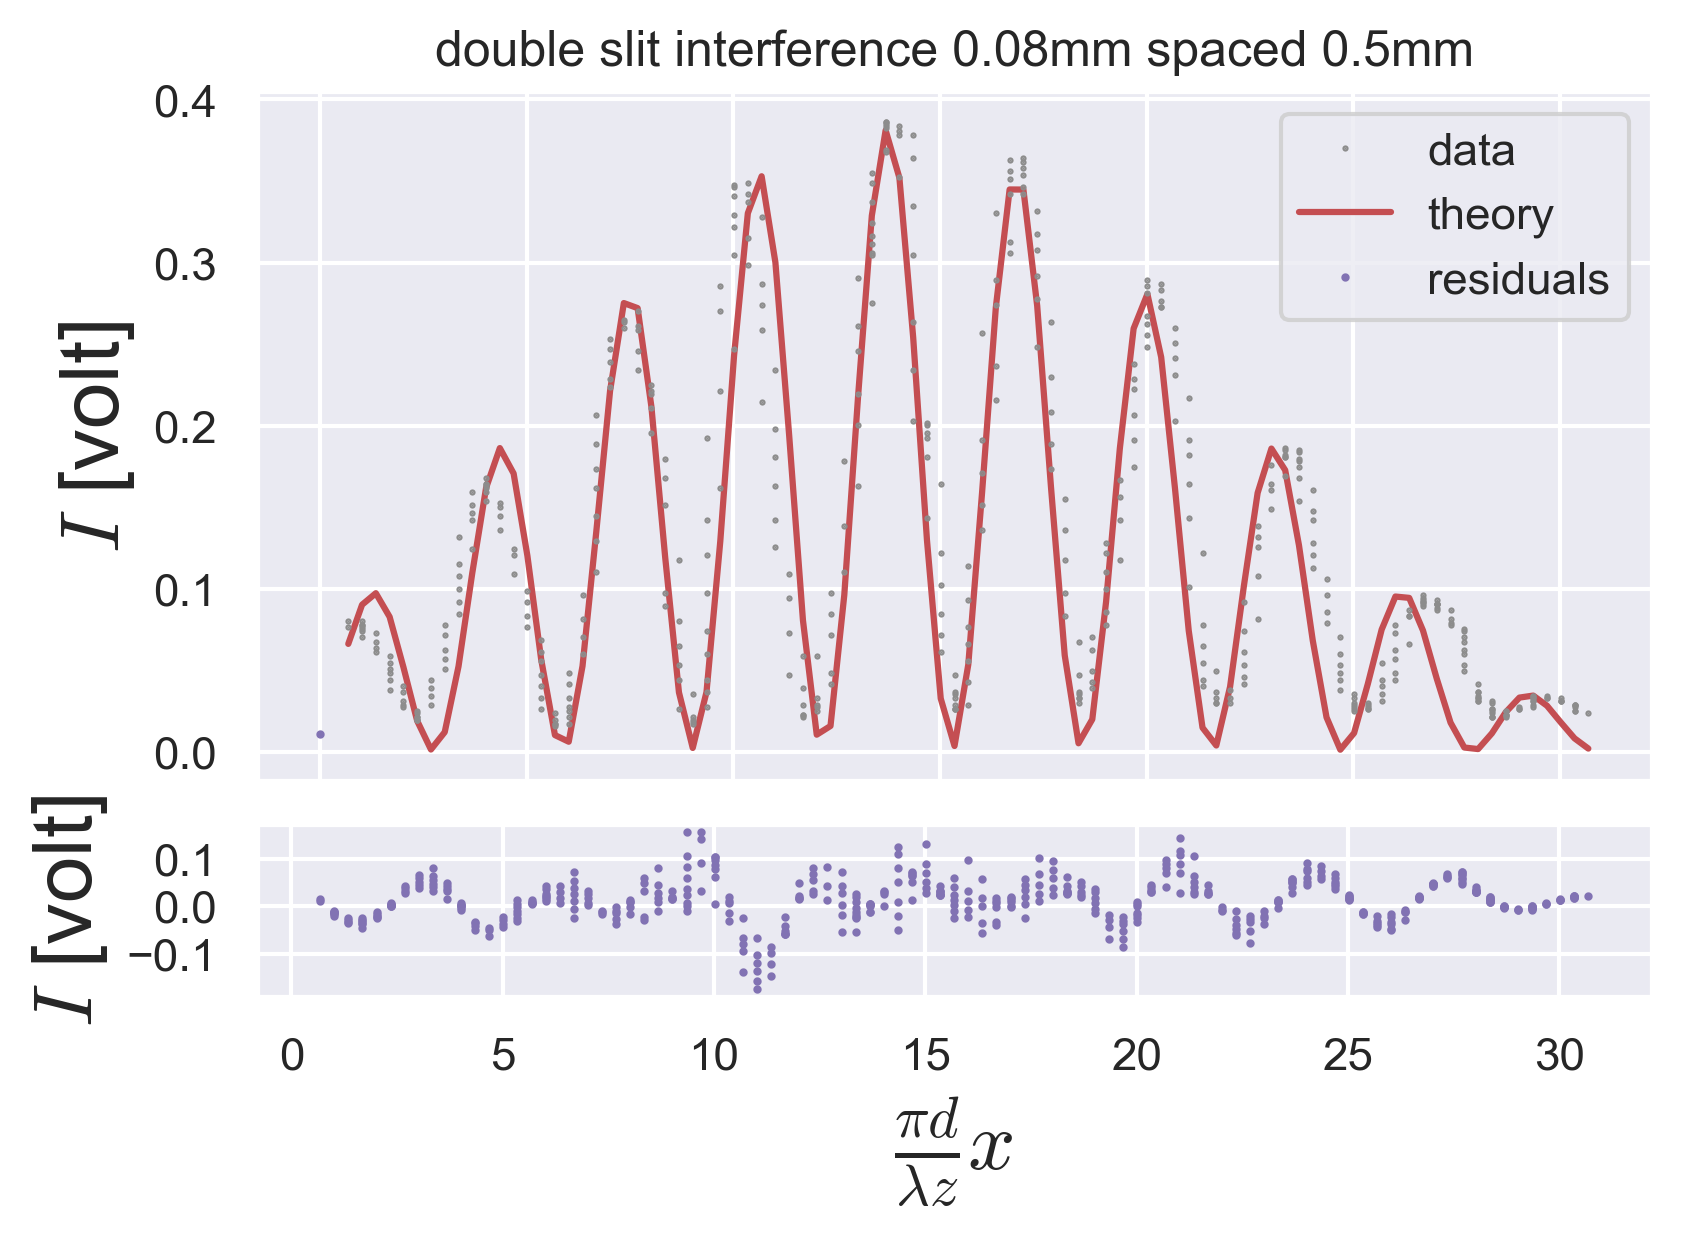 double slit interference 0.08mm spaced 0.5mm
0.4
0.3
0.2
0.1
0.0
I [volt]
data
theory
residuals
0.1
0.0
−0.1
I [volt]
0 5 10 15 20 25 30
πd/λz x